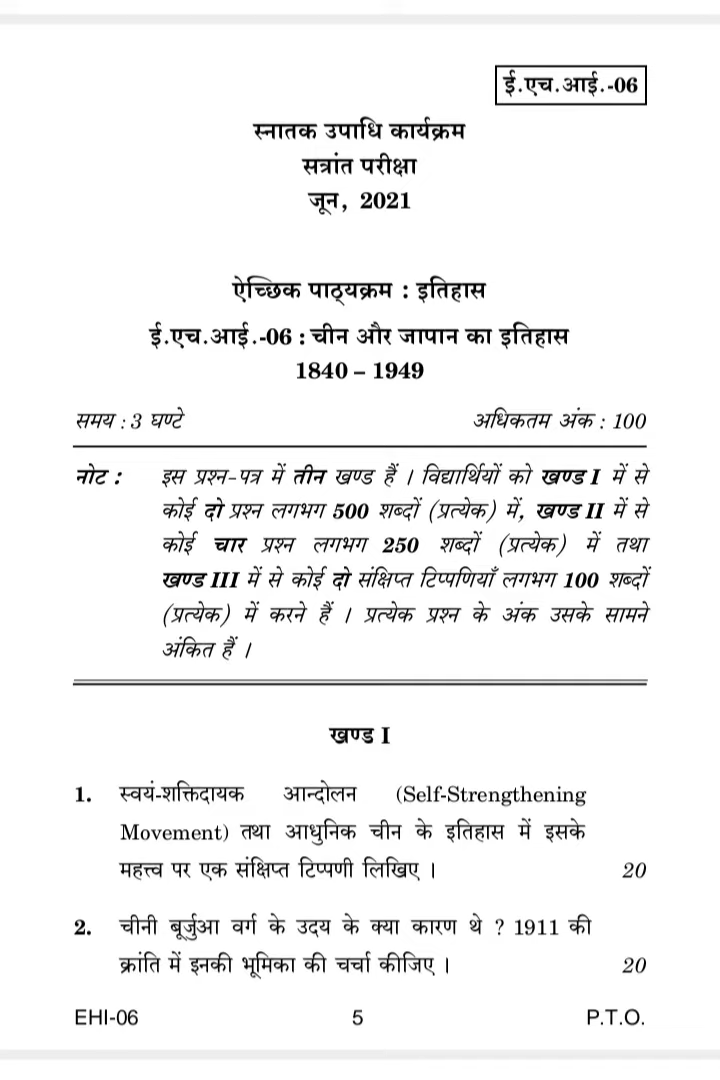 ई.एच.आई.-06
स्नातक उपाधि कार्यक्रम
सत्रांत परीक्षा
जून, 2021
ऐच्छिक पाठ्यक्रम : इतिहास
ई.एच.आई.-06 : चीन और जापान का इतिहास
1840 – 1949
समय : 3 घण्टे अधिकतम अंक : 100
नोट : इस प्रश्न-पत्र में तीन खण्ड हैं । विद्यार्थियों को खण्ड I में से
कोई दो प्रश्न लगभग 500 शब्दों (प्रत्येक) में, खण्ड II में से
कोई चार प्रश्न लगभग 250 शब्दों (प्रत्येक) में तथा
खण्ड III में से कोई दो संक्षिप्त टिप्पणियाँ लगभग 100 शब्दों
(प्रत्येक) में करने हैं । प्रत्येक प्रश्न के अंक उसके सामने
अंकित हैं ।
खण्ड I
1. स्वयं-शक्तिदायक आन्दोलन (Self-Strengthening
Movement) तथा आधुनिक चीन के इतिहास में इसके
महत्त्व पर एक संक्षिप्त टिप्पणी लिखिए । 20
2. चीनी बूर्जुआ वर्ग के उदय के क्या कारण थे ? 1911 की
क्रांति में इनकी भूमिका की चर्चा कीजिए । 20
EHI-06 5 P.T.O.